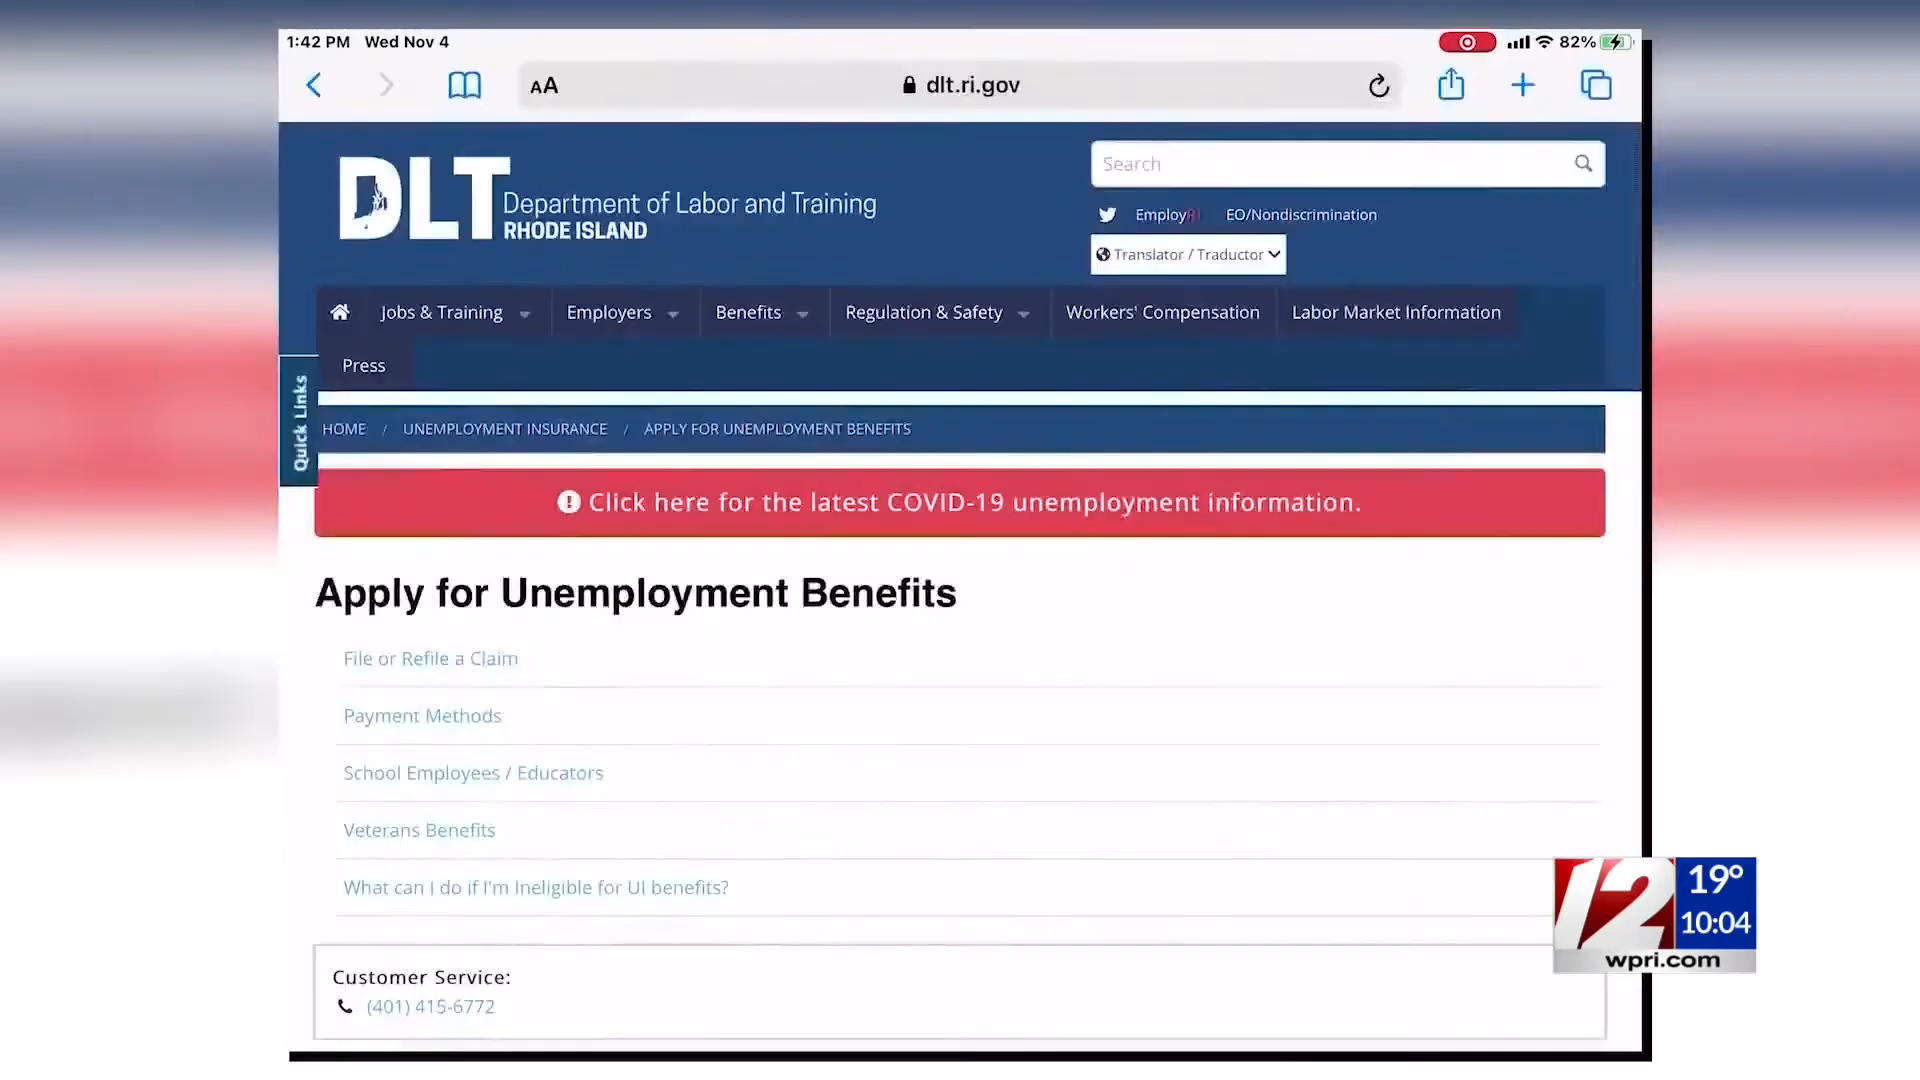 1:42 PM Wed Nov 4
82%
AA
dlt.ri.gov
DLT Department of Labor and Training
RHODE ISLAND
Search
EmployRI EO/Nondiscrimination
Translator / Traductor
Jobs & Training Employers Benefits Regulation & Safety Workers' Compensation Labor Market Information
Press
Quick Links
HOME / UNEMPLOYMENT INSURANCE / APPLY FOR UNEMPLOYMENT BENEFITS
Click here for the latest COVID-19 unemployment information.
Apply for Unemployment Benefits
File or Refile a Claim
Payment Methods
School Employees / Educators
Veterans Benefits
What can I do if I'm Ineligible for UI benefits?
Customer Service:
(401) 415-6772
12
19°
10:04
wpri.com